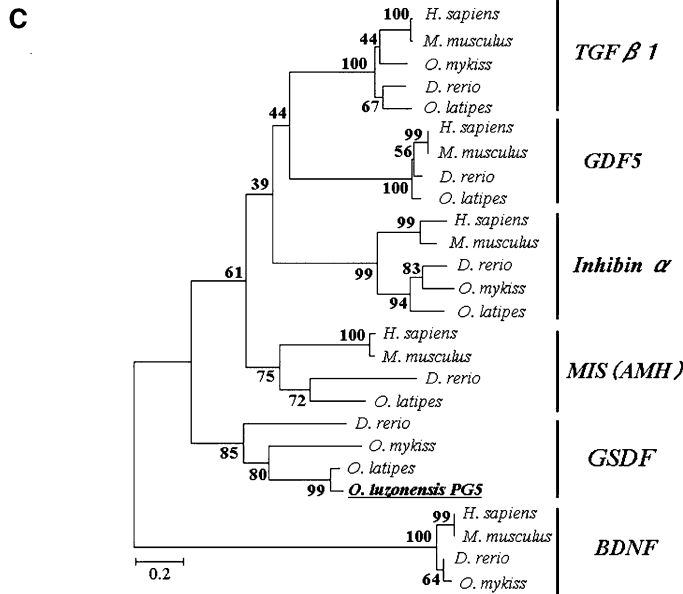 C
100 H. sapiens
44 M. musculus
100 O. mykiss
D. rerio
67 O. latipes
TGF β 1
44
99 H. sapiens
56 M. musculus
D. rerio
100 O. latipes
GDF5
39
99 H. sapiens
M. musculus
99 83 D. rerio
O. mykiss
94 O. latipes
Inhibin α
61
100 H. sapiens
M. musculus
75 D. rerio
72 O. latipes
MIS (AMH)
D. rerio
85 O. mykiss
80 O. latipes
99 O. luzonensis PG5
GSDF
99 H. sapiens
100 M. musculus
D. rerio
64 O. mykiss
BDNF
0.2